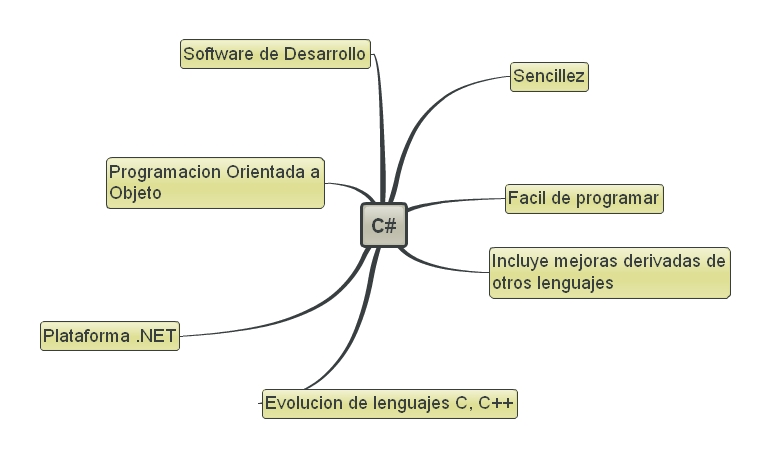 Software de Desarrollo
Sencillez
Programacion Orientada a
Objeto
Facil de programar
C#
Incluye mejoras derivadas de
otros lenguajes
Plataforma .NET
Evolucion de lenguajes C, C++